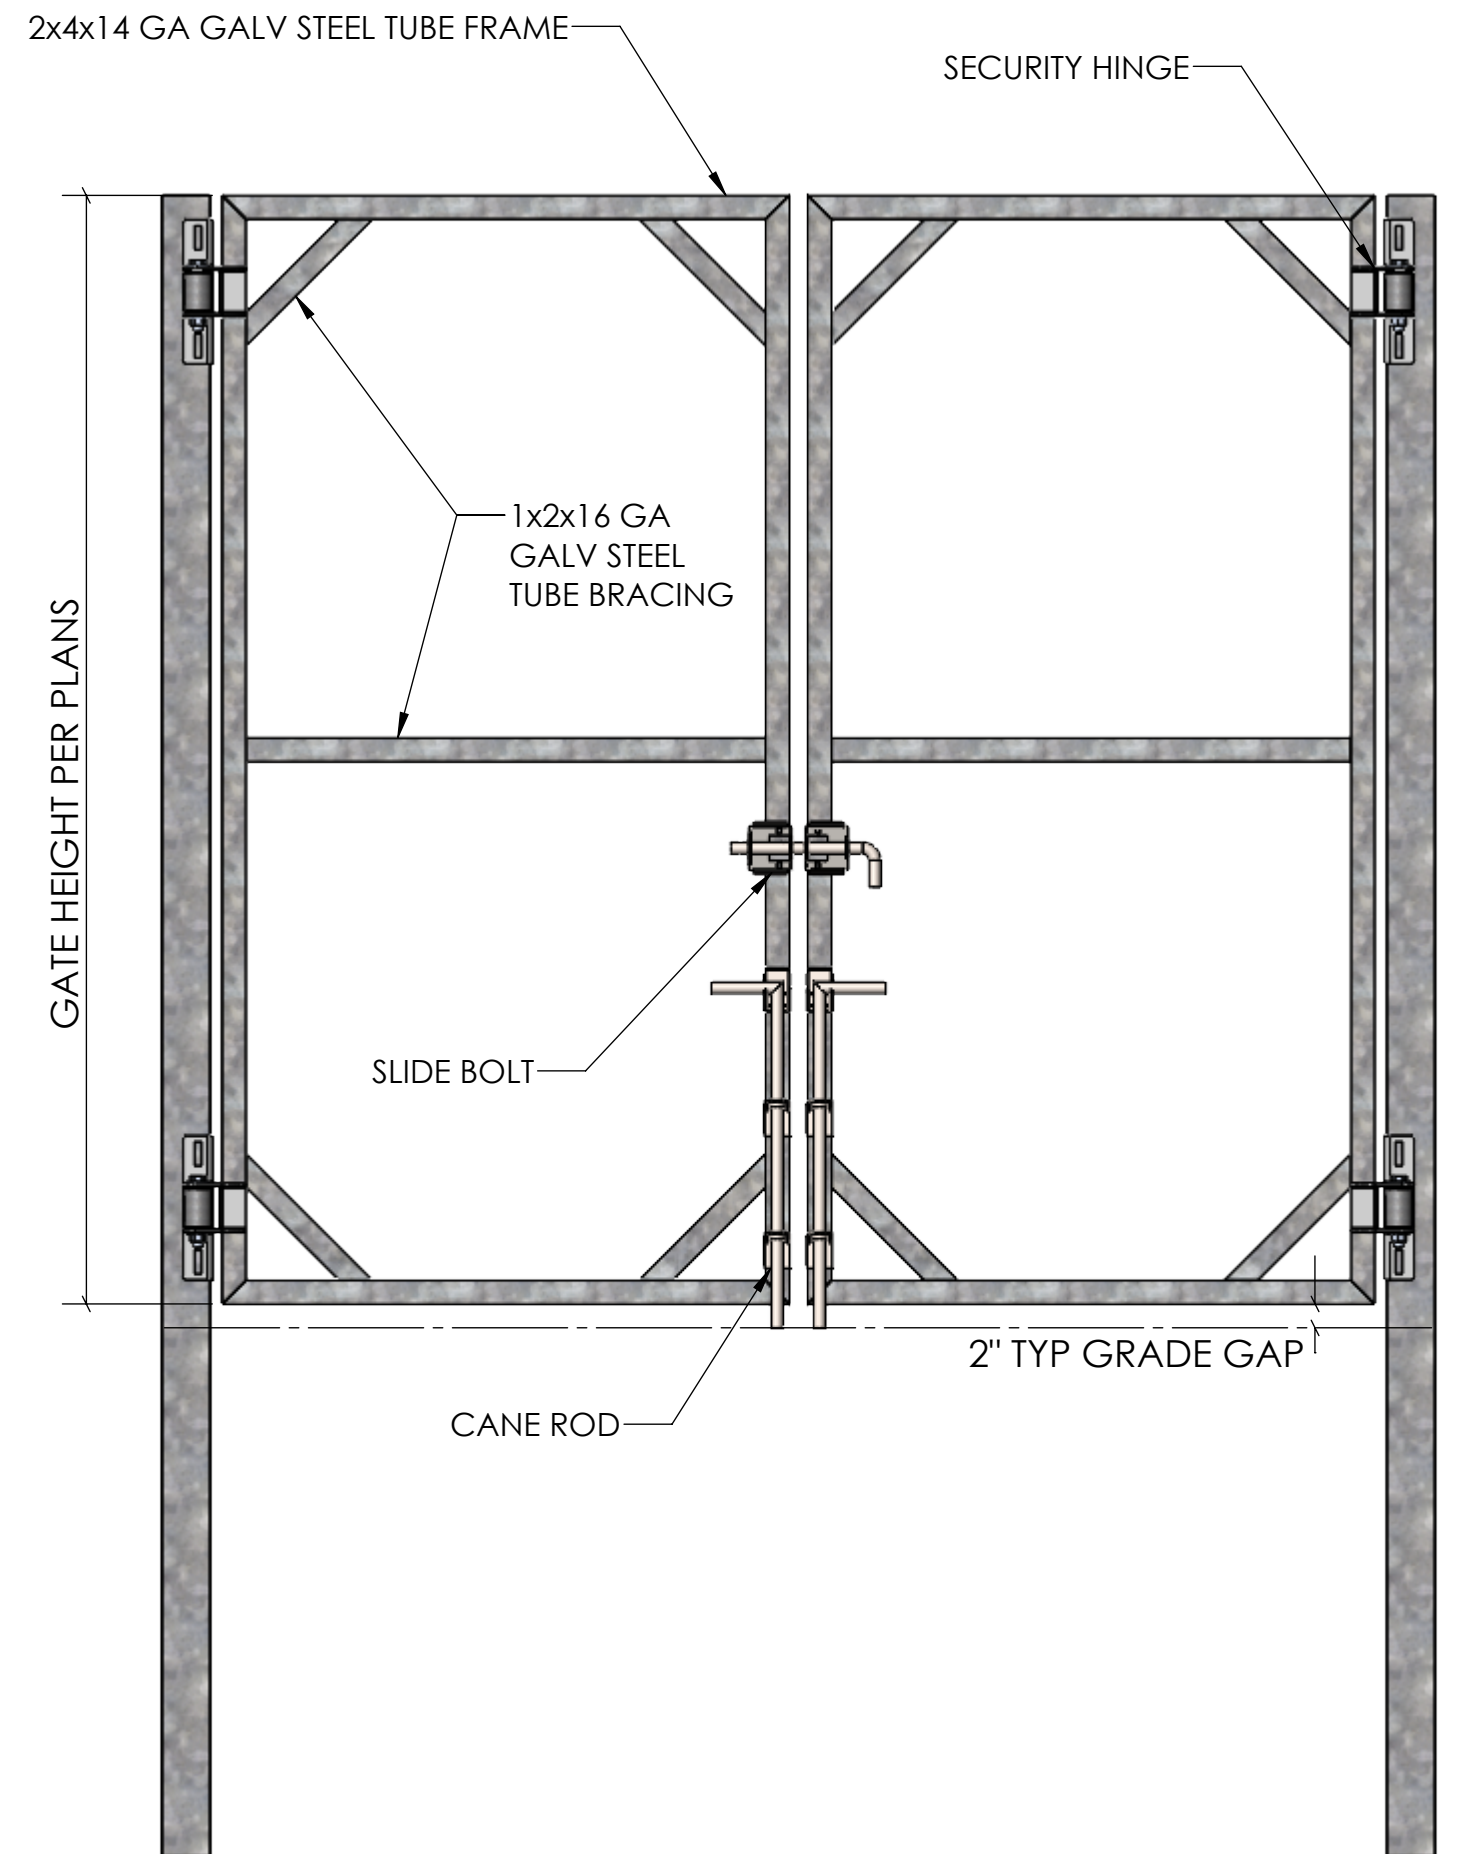 2x4x14 GA GALV STEEL TUBE FRAME
SECURITY HINGE
1x2x16 GA
GALV STEEL
TUBE BRACING
GATE HEIGHT PER PLANS
SLIDE BOLT
2" TYP GRADE GAP
CANE ROD